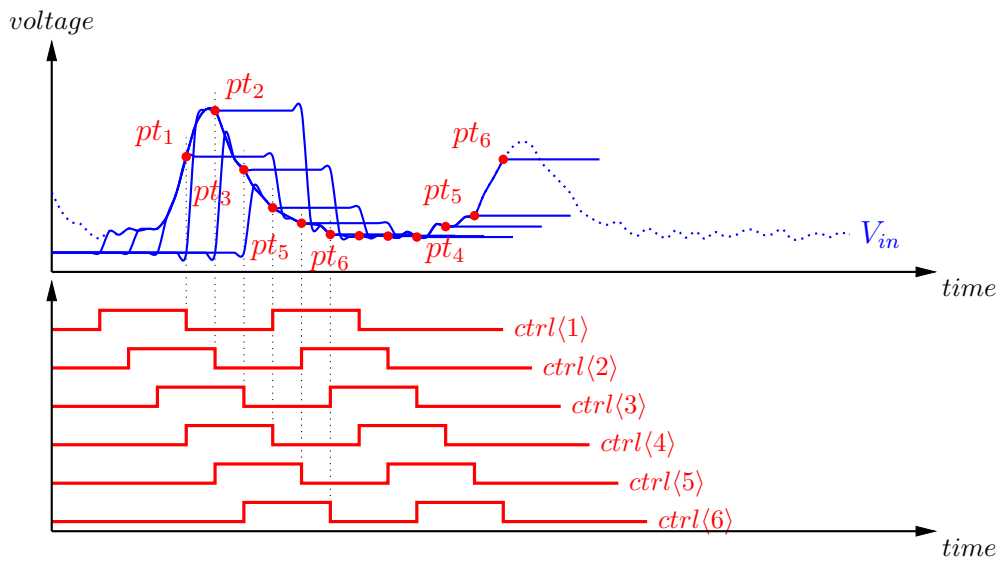 voltage
pt₂
pt₁
pt₆
pt₃
pt₅
pt₅
pt₆
pt₄
V_in
time
ctrl⟨1⟩
ctrl⟨2⟩
ctrl⟨3⟩
ctrl⟨4⟩
ctrl⟨5⟩
ctrl⟨6⟩
time